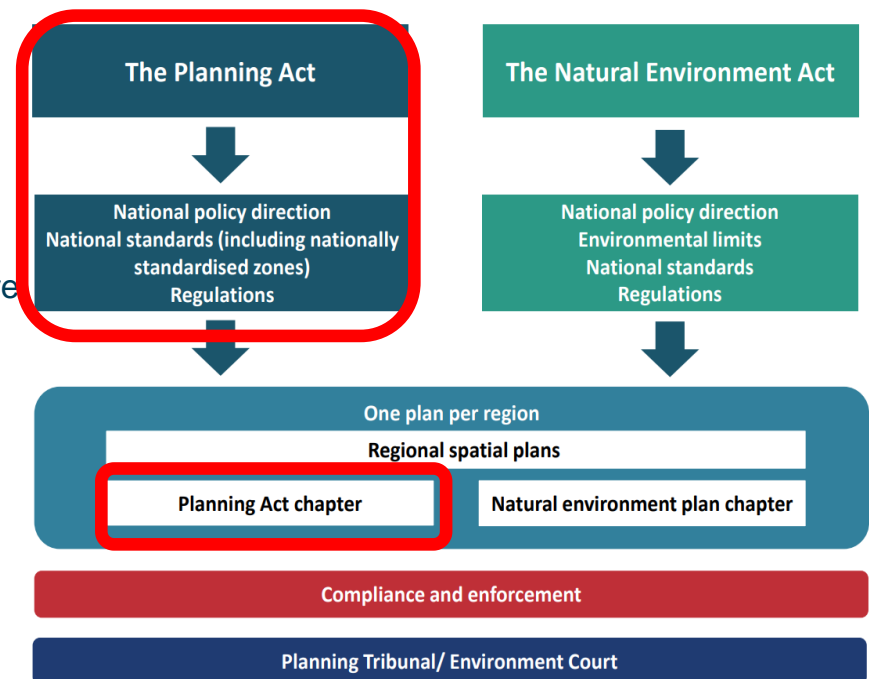 The Planning Act
The Natural Environment Act
National policy direction
National standards (including nationally
standardised zones)
Regulations
National policy direction
Environmental limits
National standards
Regulations
One plan per region
Regional spatial plans
Planning Act chapter
Natural environment plan chapter
Compliance and enforcement
Planning Tribunal/ Environment Court